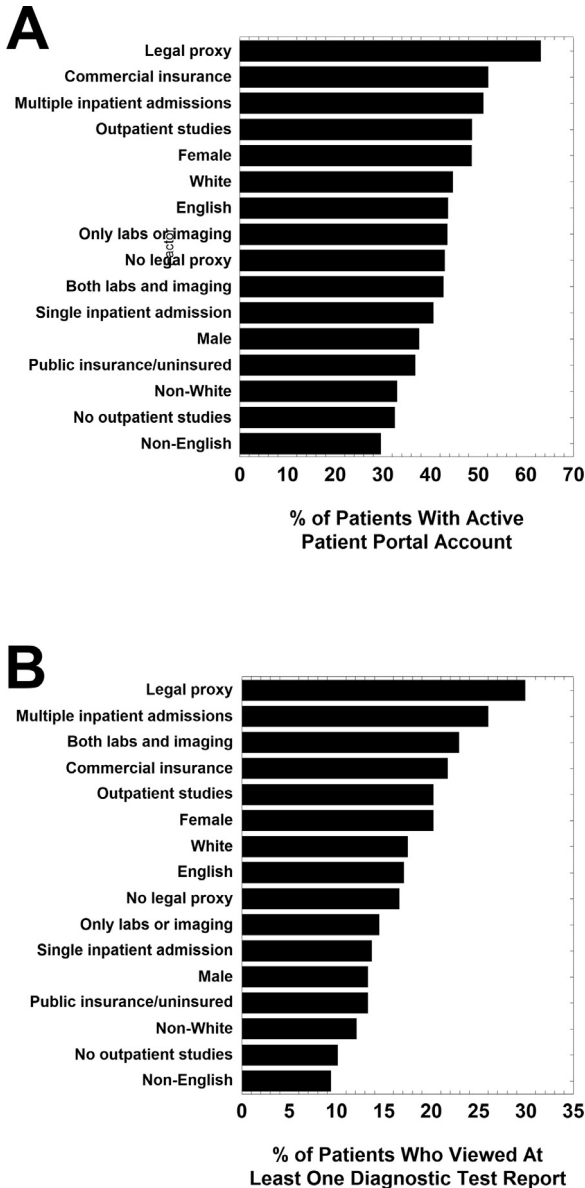 A
Legal proxy
Commercial insurance
Multiple inpatient admissions
Outpatient studies
Female
White
English
Only labs or imaging
No legal proxy
Both labs and imaging
Single inpatient admission
Male
Public insurance/uninsured
Non-White
No outpatient studies
Non-English
Factor
0 10 20 30 40 50 60 70
% of Patients With Active
Patient Portal Account
B
Legal proxy
Multiple inpatient admissions
Both labs and imaging
Commercial insurance
Outpatient studies
Female
White
English
No legal proxy
Only labs or imaging
Single inpatient admission
Male
Public insurance/uninsured
Non-White
No outpatient studies
Non-English
0 5 10 15 20 25 30 35
% of Patients Who Viewed At
Least One Diagnostic Test Report